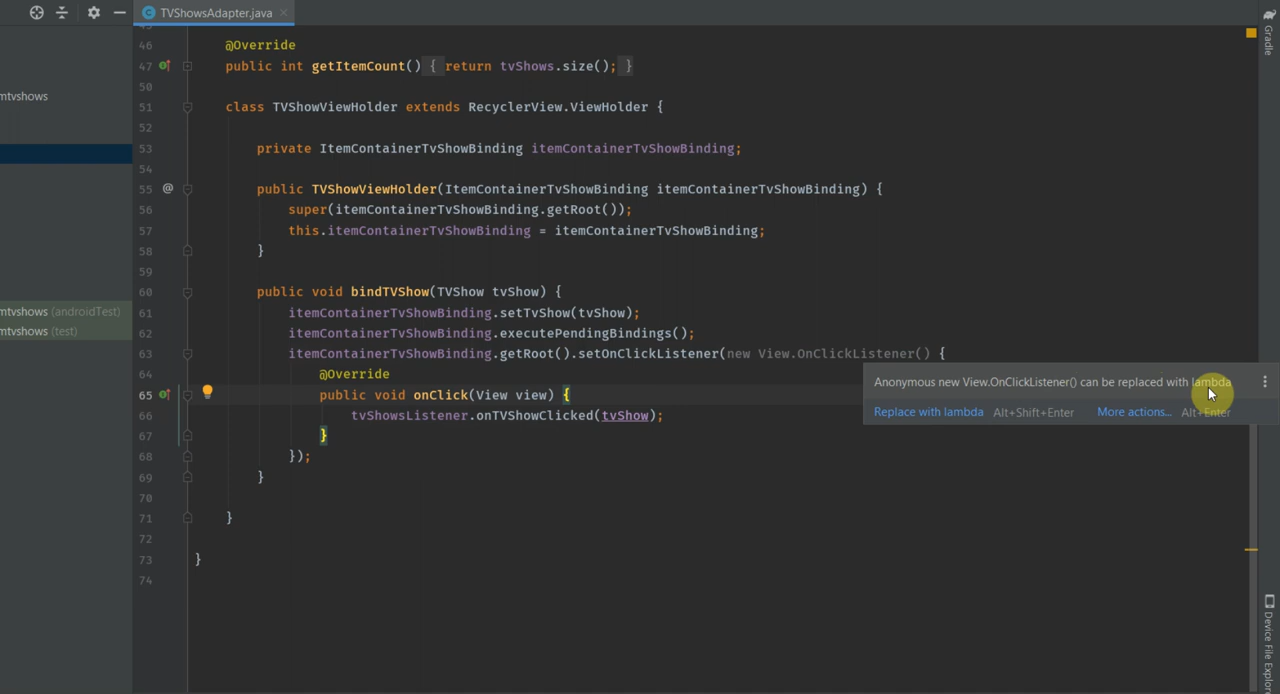 TVShowsAdapter.java
Gradle
46 @Override
47 public int getItemCount() { return tvShows.size(); }
50
mtvshows
51 class TVShowViewHolder extends RecyclerView.ViewHolder {
52
53 private ItemContainerTvShowBinding itemContainerTvShowBinding;
54
55 @ public TVShowViewHolder(ItemContainerTvShowBinding itemContainerTvShowBinding) {
56 super(itemContainerTvShowBinding.getRoot());
57 this.itemContainerTvShowBinding = itemContainerTvShowBinding;
58 }
59
60 public void bindTVShow(TVShow tvShow) {
mtvshows (androidTest)
61 itemContainerTvShowBinding.setTvShow(tvShow);
mtvshows (test)
62 itemContainerTvShowBinding.executePendingBindings();
63 itemContainerTvShowBinding.getRoot().setOnClickListener(new View.OnClickListener() {
64 @Override
Anonymous new View.OnClickListener() can be replaced with lambda
65 public void onClick(View view) {
Replace with lambda Alt+Shift+Enter More actions... Alt+Enter
66 tvShowsListener.onTVShowClicked(tvShow);
67 }
68 });
69 }
70
71 }
72
73 }
74
Device File Explo